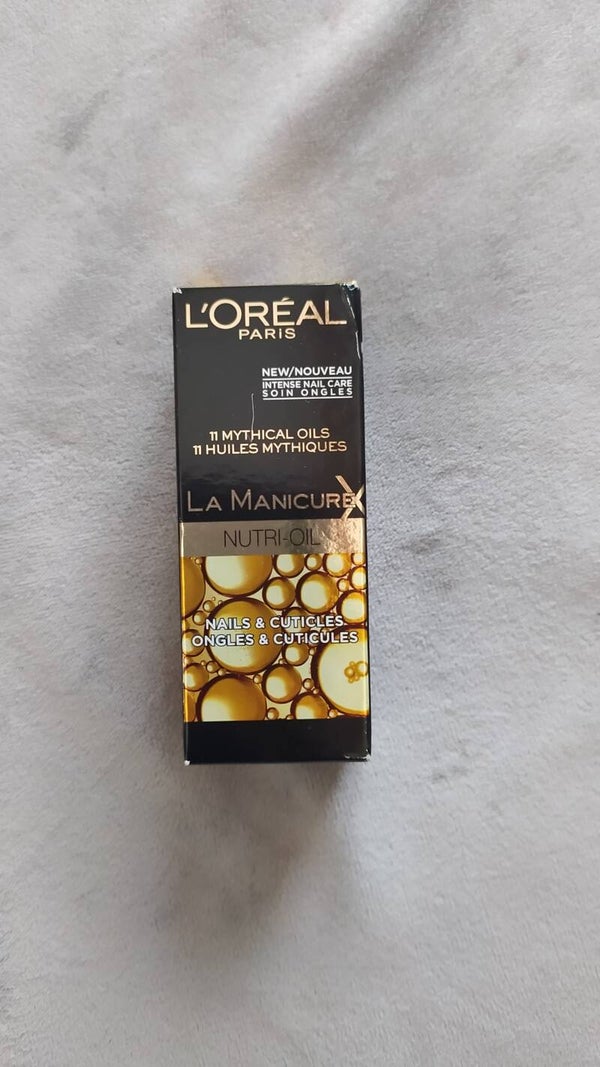 L'ORÉAL
PARIS
NEW/NOUVEAU
INTENSE NAIL CARE
SOIN ONGLES
11 MYTHICAL OILS
11 HUILES MYTHIQUES
LA MANICURE
NUTRI-OIL
NAILS & CUTICLES
ONGLES & CUTICULES